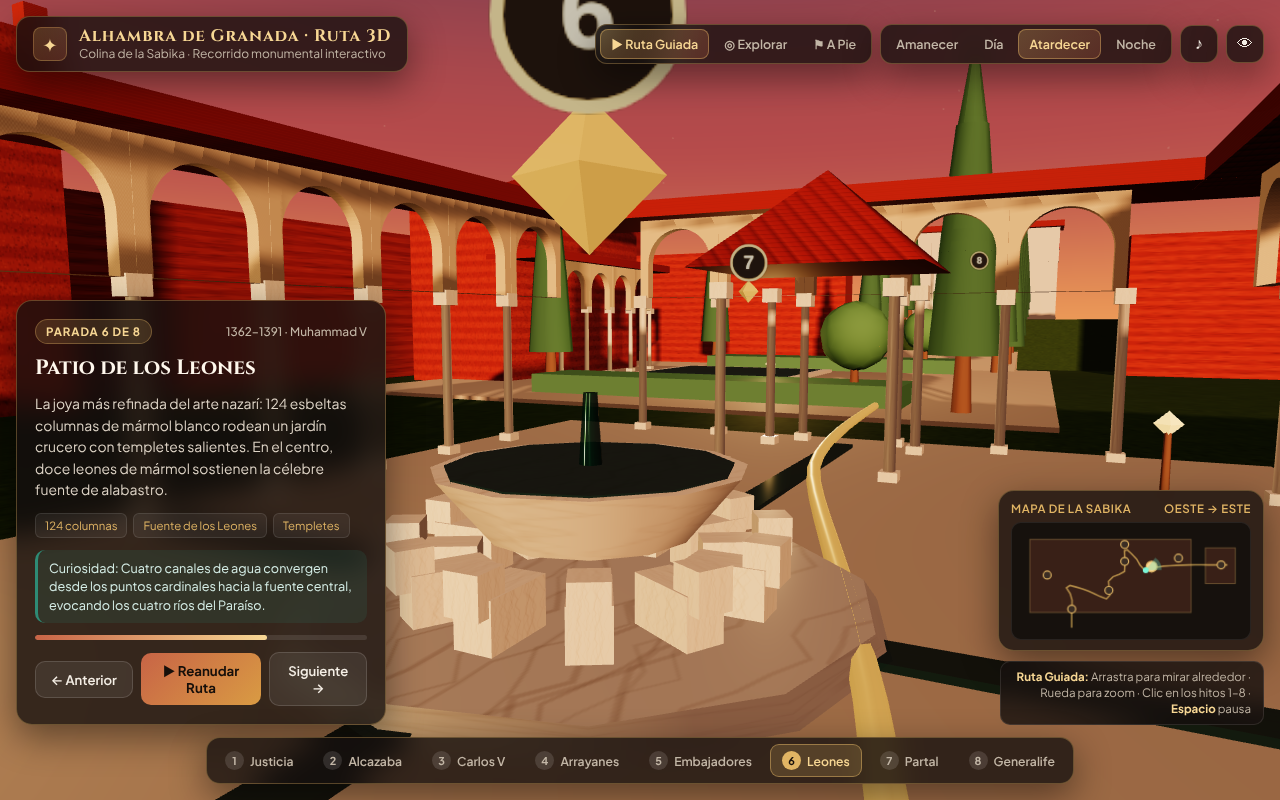 Alhambra de Granada · Ruta 3D
Colina de la Sabika · Recorrido monumental interactivo
▶ Ruta Guiada
◎ Explorar
⚑ A Pie
Amanecer
Día
Atardecer
Noche
♪
6
7
8
PARADA 6 DE 8
1362–1391 · Muhammad V
Patio de los Leones
La joya más refinada del arte nazarí: 124 esbeltas
columnas de mármol blanco rodean un jardín
crucero con templetes salientes. En el centro,
doce leones de mármol sostienen la célebre
fuente de alabastro.
124 columnas
Fuente de los Leones
Templetes
Curiosidad: Cuatro canales de agua convergen
desde los puntos cardinales hacia la fuente central,
evocando los cuatro ríos del Paraíso.
← Anterior
▶ Reanudar
Ruta
Siguiente
→
MAPA DE LA SABIKA
OESTE → ESTE
Ruta Guiada: Arrastra para mirar alrededor ·
Rueda para zoom · Clic en los hitos 1–8 ·
Espacio pausa
1 Justicia
2 Alcazaba
3 Carlos V
4 Arrayanes
5 Embajadores
6 Leones
7 Partal
8 Generalife